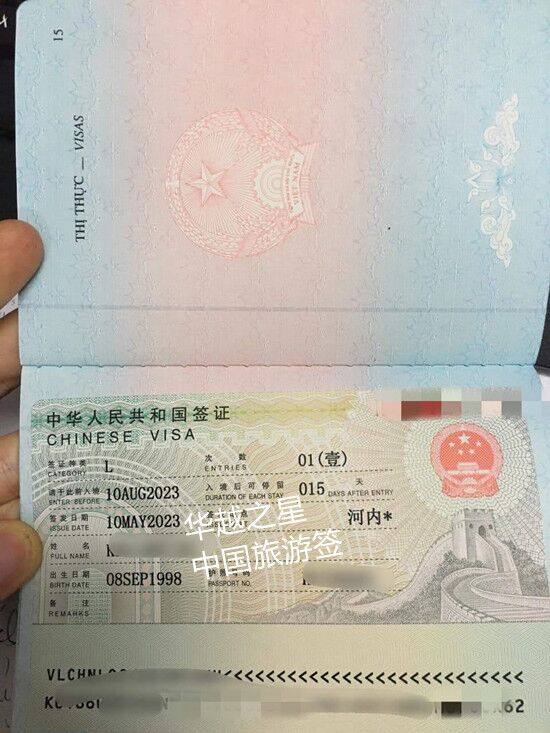 15
THỊ THỰC — VISAS
VIỆT NAM
中华人民共和国签证
CHINESE VISA
签证种类
CATEGORY
L
次 数
ENTRIES
01(壹)
请于此前入境
ENTER BEFORE
10AUG2023
入境后可停留
DURATION OF EACH STAY
015
天
DAYS AFTER ENTRY
签发日期
ISSUE DATE
10MAY2023
点
河内*
姓 名
FULL NAME
出生日期
BIRTH DATE
08SEP1998
护照号码
PASSPORT NO.
备 注
REMARKS
华越之星
中国旅游签